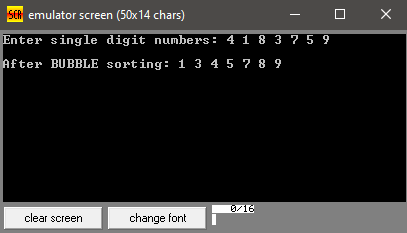 SCR emulator screen (50x14 chars)
Enter single digit numbers: 4 1 8 3 7 5 9
After BUBBLE sorting: 1 3 4 5 7 8 9
clear screen change font 0/16